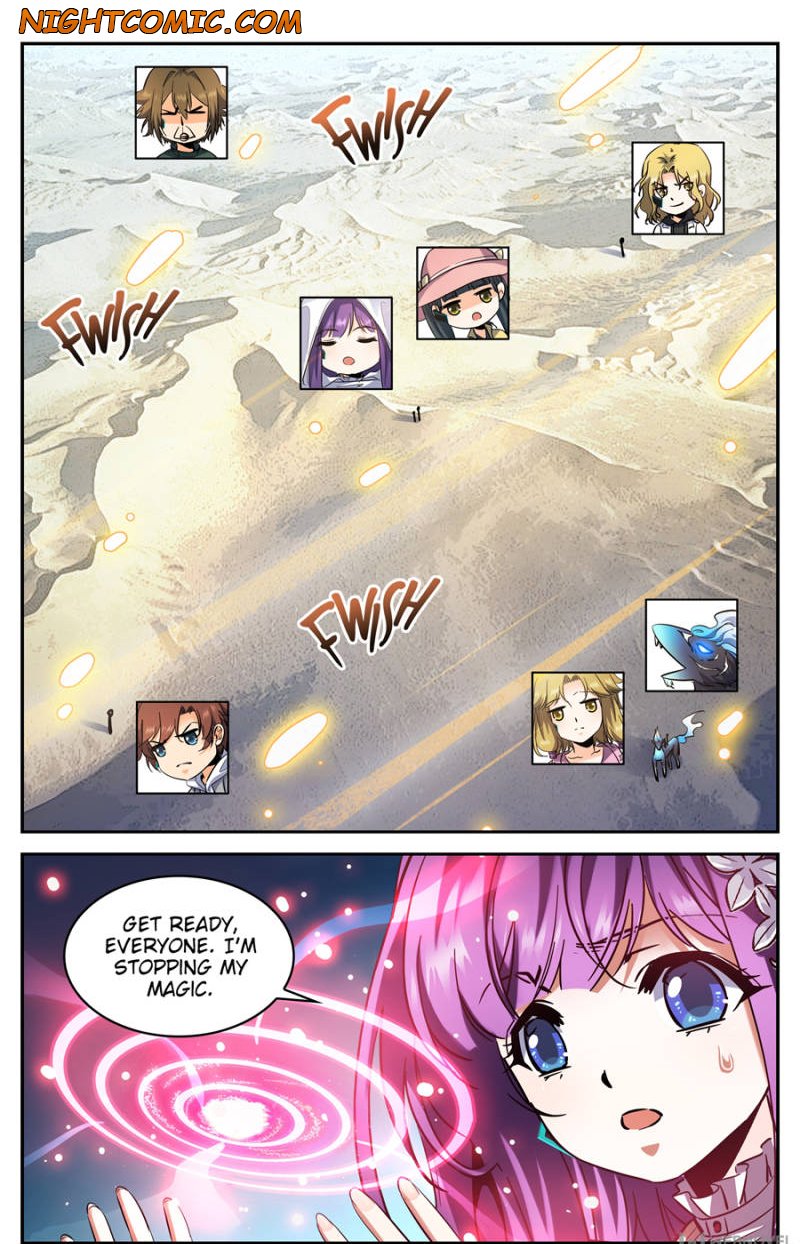 NIGHTCOMIC.COM
FWISH
FWISH
FWISH
GET READY,
EVERYONE. I'M
STOPPING MY
MAGIC.